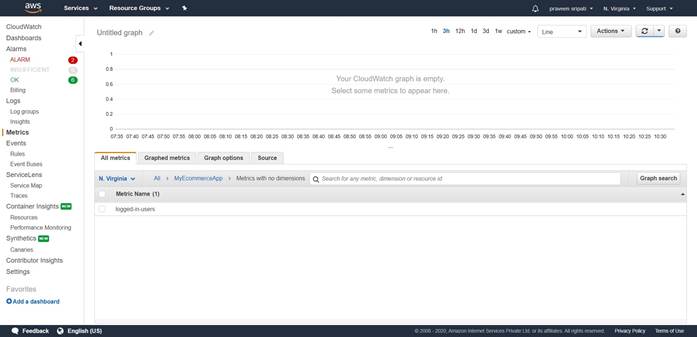 aws Services Resource Groups praveen sripati N. Virginia Support
CloudWatch
Dashboards
Alarms
ALARM 2
INSUFFICIENT
OK 6
Billing
Logs
Log groups
Insights
Metrics
Events
Rules
Event Buses
ServiceLens
Service Map
Traces
Container Insights NEW
Resources
Performance Monitoring
Synthetics NEW
Canaries
Contributor Insights
Settings
Favorites
Add a dashboard
Untitled graph
1h 3h 12h 1d 3d 1w custom Line Actions
1
0.8
0.6
0.4
0.2
0
Your CloudWatch graph is empty.
Select some metrics to appear here.
07:35 07:40 07:45 07:50 07:55 08:00 08:05 08:10 08:15 08:20 08:25 08:30 08:35 08:40 08:45 08:50 08:55 09:00 09:05 09:10 09:15 09:20 09:25 09:30 09:35 09:40 09:45 09:50 09:55 10:00 10:05 10:10 10:15 10:20 10:25 10:30
All metrics Graphed metrics Graph options Source
N. Virginia All MyEcommerceApp Metrics with no dimensions Search for any metric, dimension or resource id Graph search
Metric Name (1)
logged-in-users
Feedback English (US) © 2008 - 2020, Amazon Internet Services Private Ltd. or its affiliates. All rights reserved. Privacy Policy Terms of Use